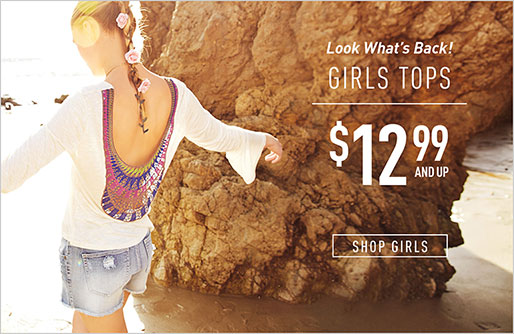 Look What's Back!
GIRLS TOPS
$12.99
AND UP
SHOP GIRLS